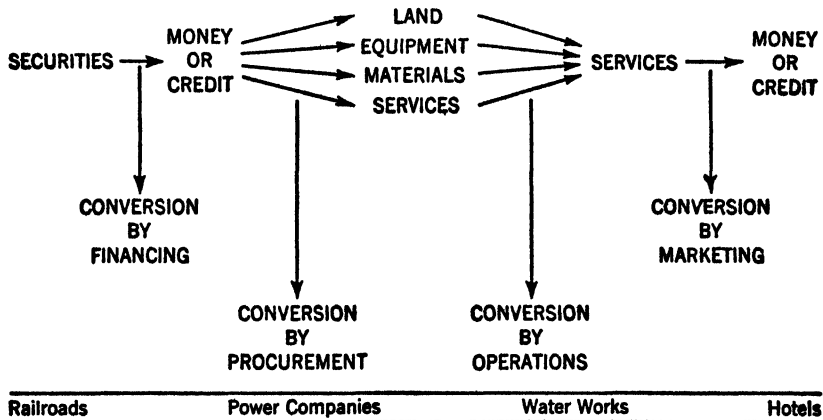 SECURITIES
MONEY
OR
CREDIT
LAND
EQUIPMENT
MATERIALS
SERVICES
SERVICES
MONEY
OR
CREDIT
CONVERSION
BY
FINANCING
CONVERSION
BY
MARKETING
CONVERSION
BY
PROCUREMENT
CONVERSION
BY
OPERATIONS
Railroads
Power Companies
Water Works
Hotels